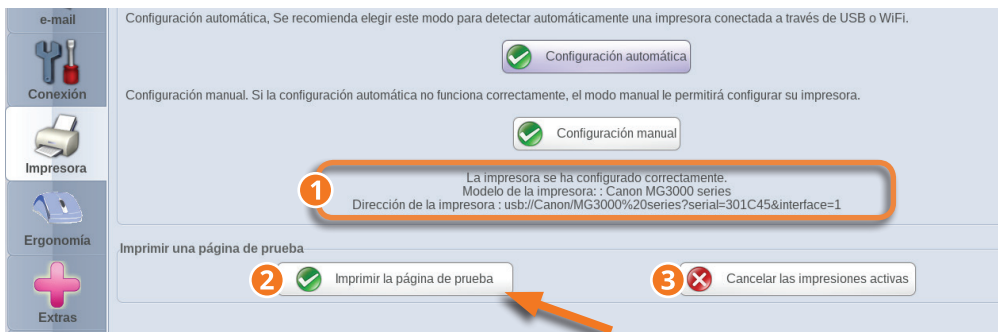 e-mail
Configuración automática, Se recomienda elegir este modo para detectar automáticamente una impresora conectada a través de USB o WiFi.
Configuración automática
Conexión
Configuración manual. Si la configuración automática no funciona correctamente, el modo manual le permitirá configurar su impresora.
Configuración manual
Impresora
1
La impresora se ha configurado correctamente.
Modelo de la impresora: : Canon MG3000 series
Dirección de la impresora : usb://Canon/MG3000%20series?serial=301C45&interface=1
Ergonomía
Imprimir una página de prueba
2
Imprimir la página de prueba
3
Cancelar las impresiones activas
Extras